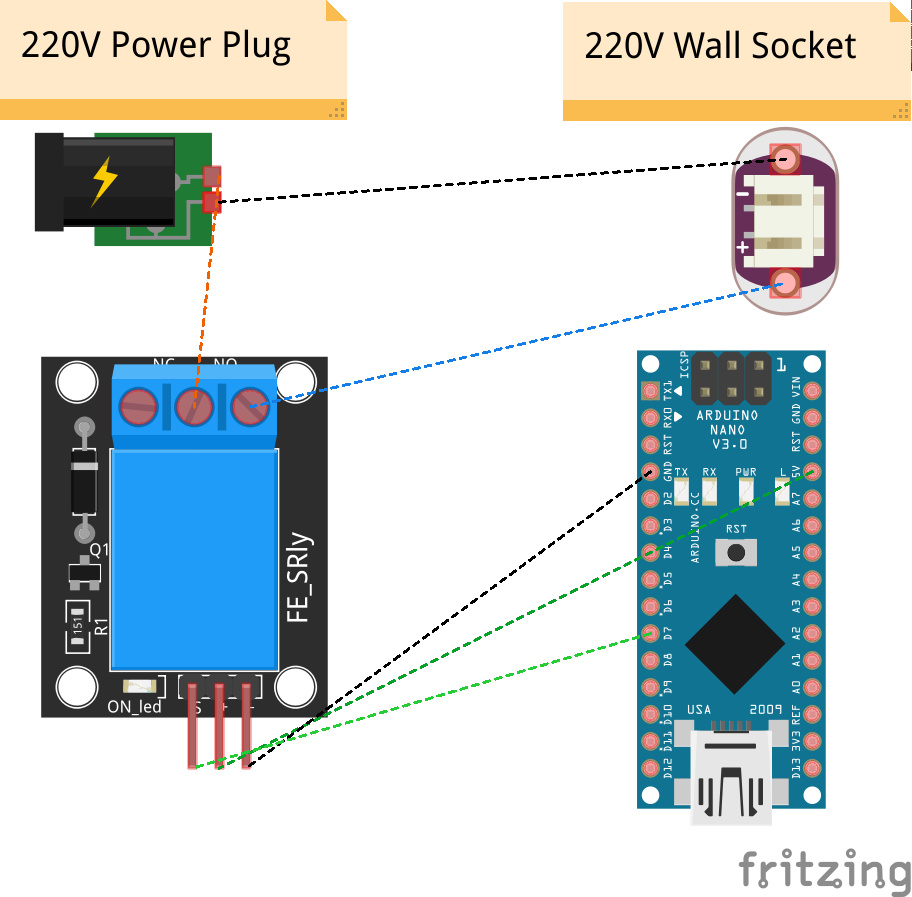 220V Power Plug
220V Wall Socket
-
+
NC NO
Q1
151
R1
FE_SRly
ON_led
S + -
ICSP
1
ARDUINO
NANO
V3.0
TX1
RX0
RST
GND
D2
D3
D4
D5
D6
D7
D8
D9
D10
D11
D12
TX RX PWR L
ARDUINO.CC
RST
VIN
GND
RST
5V
A7
A6
A5
A4
A3
A2
A1
A0
REF
3V3
D13
USA 2009
fritzing